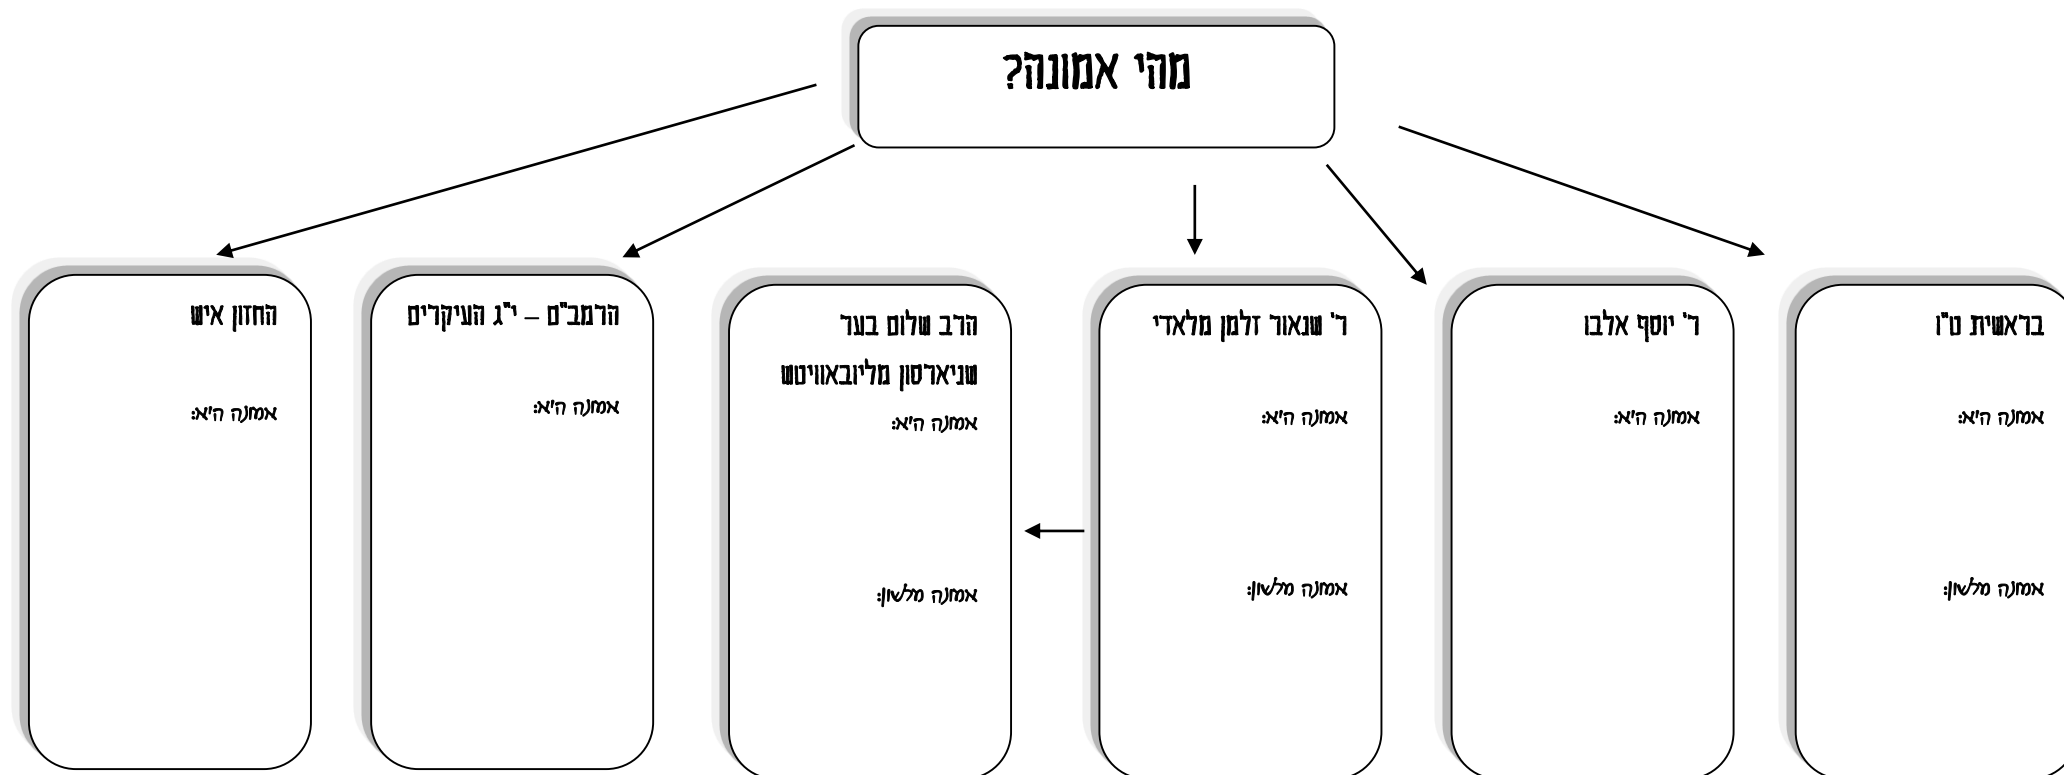 מהי אמונה?
בראשית ט"ו
אמונה היא:
אמונה מלשון:
ר' יוסף אלבו
אמונה היא:
ר' שנאור זלמן מלאדי
אמונה היא:
אמונה מלשון:
הרב שלום בער
שניארסון מליובאוויטש
אמונה היא:
אמונה מלשון:
הרמב"ם – י"ג העיקרים
אמונה היא:
החזון איש
אמונה היא: